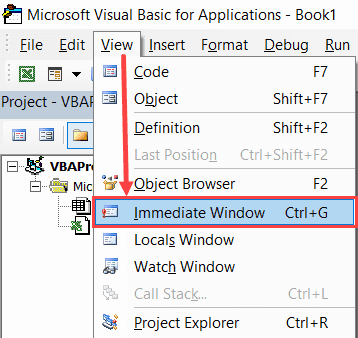 Microsoft Visual Basic for Applications - Book1
File Edit View Insert Format Debug Run
Project - VBAP
Code F7
Object Shift+F7
Definition Shift+F2
Last Position Ctrl+Shift+F2
Object Browser F2
VBAPro
Mic
Immediate Window Ctrl+G
Locals Window
Watch Window
Call Stack... Ctrl+L
Project Explorer Ctrl+R